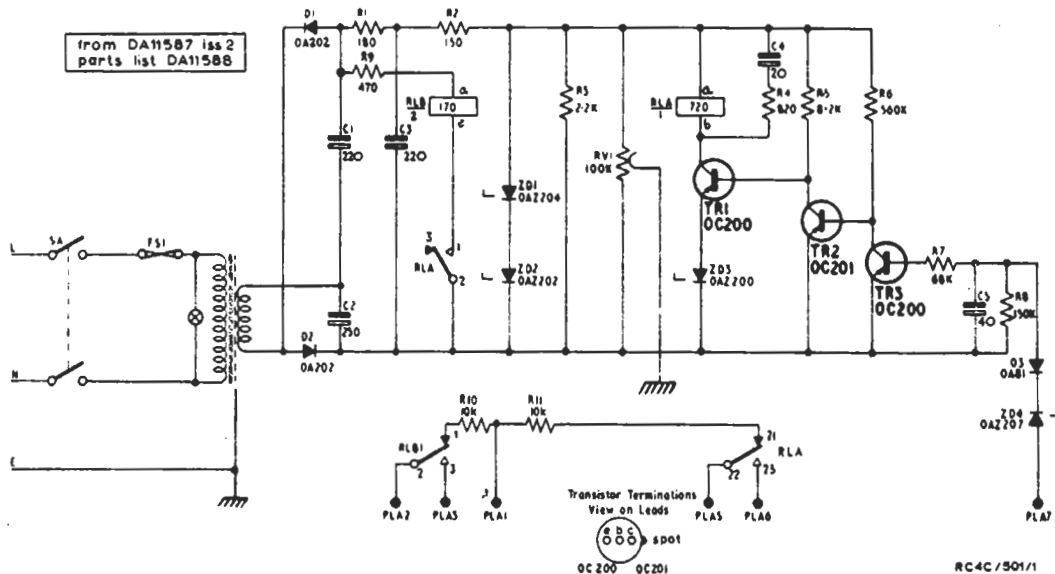 from DA11587 iss 2
parts list DA11588
D1
OA202
R1
180
R2
150
R9
470
RLB
2
170
a
e
C1
220
C3
220
R3
2·2K
ZD1
OAZ204
ZD2
OAZ202
3
1
RLA
2
RV1
100K
RLA
1
720
a
b
C4
20
R4
820
R5
8·2K
R6
560K
TR1
OC200
TR2
OC201
TR3
OC200
ZD3
OAZ200
R7
68K
C5
40
R8
150K
D3
OA81
ZD4
OAZ207
L
SA
FS1
N
E
C2
250
D2
OA202
R10
10k
R11
10k
RLB1
1
2
3
21
RLA
22
23
PLA2
PLA3
PLA1
PLA5
PLA6
PLA7
Transistor Terminations
View on Leads
e b c
spot
OC200 OC201
RC4C/501/1